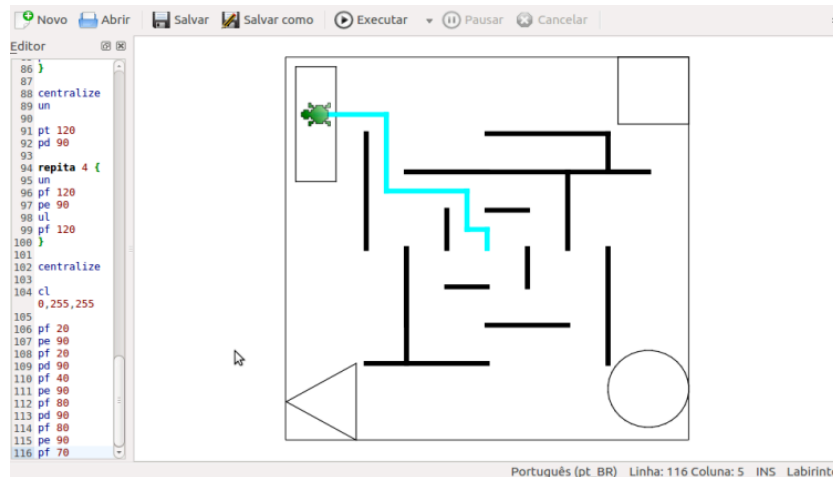 Novo Abrir Salvar Salvar como Executar Pausar Cancelar
Editor
86 }
87
88 centralize
89 un
90
91 pt 120
92 pd 90
93
94 repita 4 {
95 un
96 pf 120
97 pe 90
98 ul
99 pf 120
100 }
101
102 centralize
103
104 cl
0,255,255
105
106 pf 20
107 pe 90
108 pf 20
109 pd 90
110 pf 40
111 pe 90
112 pf 80
113 pd 90
114 pf 80
115 pe 90
116 pf 70
Português (pt_BR) Linha: 116 Coluna: 5 INS